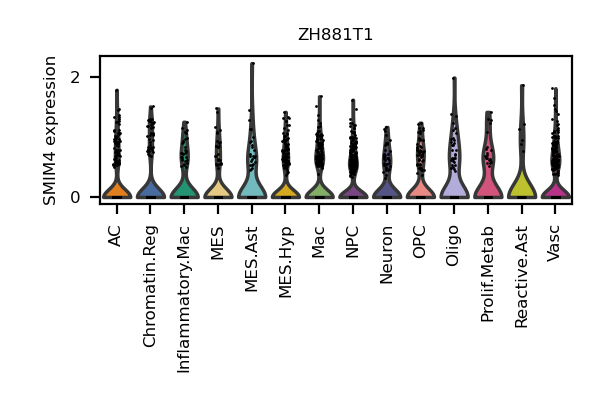 ZH881T1
SMIM4 expression
2
0
AC
Chromatin.Reg
Inflammatory.Mac
MES
MES.Ast
MES.Hyp
Mac
NPC
Neuron
OPC
Oligo
Prolif.Metab
Reactive.Ast
Vasc